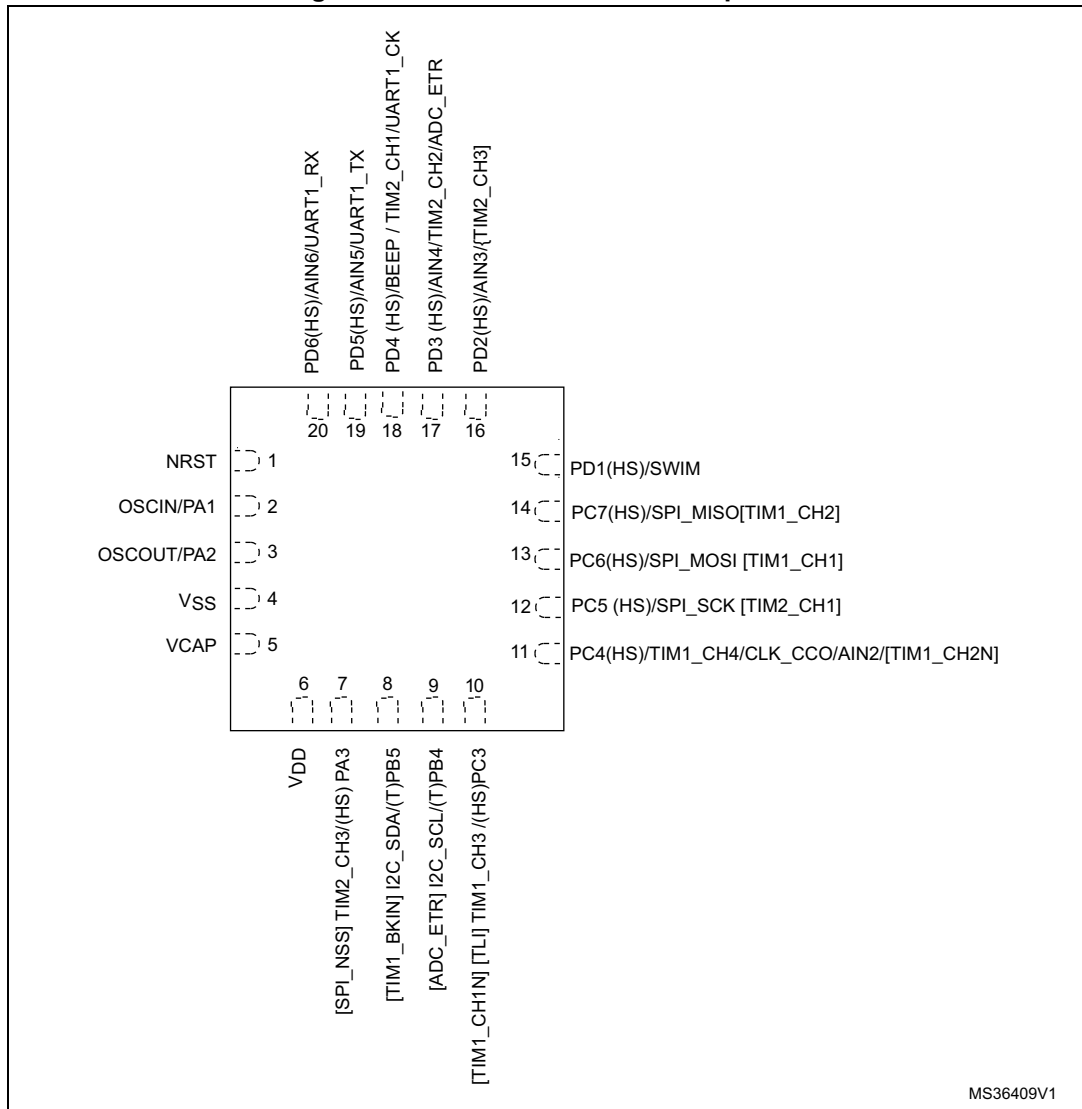 PD6(HS)/AIN6/UART1_RX
PD5(HS)/AIN5/UART1_TX
PD4 (HS)/BEEP / TIM2_CH1/UART1_CK
PD3 (HS)/AIN4/TIM2_CH2/ADC_ETR
PD2(HS)/AIN3/{TIM2_CH3]
20 19 18 17 16
NRST 1
OSCIN/PA1 2
OSCOUT/PA2 3
VSS 4
VCAP 5
15 PD1(HS)/SWIM
14 PC7(HS)/SPI_MISO[TIM1_CH2]
13 PC6(HS)/SPI_MOSI [TIM1_CH1]
12 PC5 (HS)/SPI_SCK [TIM2_CH1]
11 PC4(HS)/TIM1_CH4/CLK_CCO/AIN2/[TIM1_CH2N]
6 7 8 9 10
VDD
[SPI_NSS] TIM2_CH3/(HS) PA3
[TIM1_BKIN] I2C_SDA/(T)PB5
[ADC_ETR] I2C_SCL/(T)PB4
[TIM1_CH1N] [TLI] TIM1_CH3 /(HS)PC3
MS36409V1